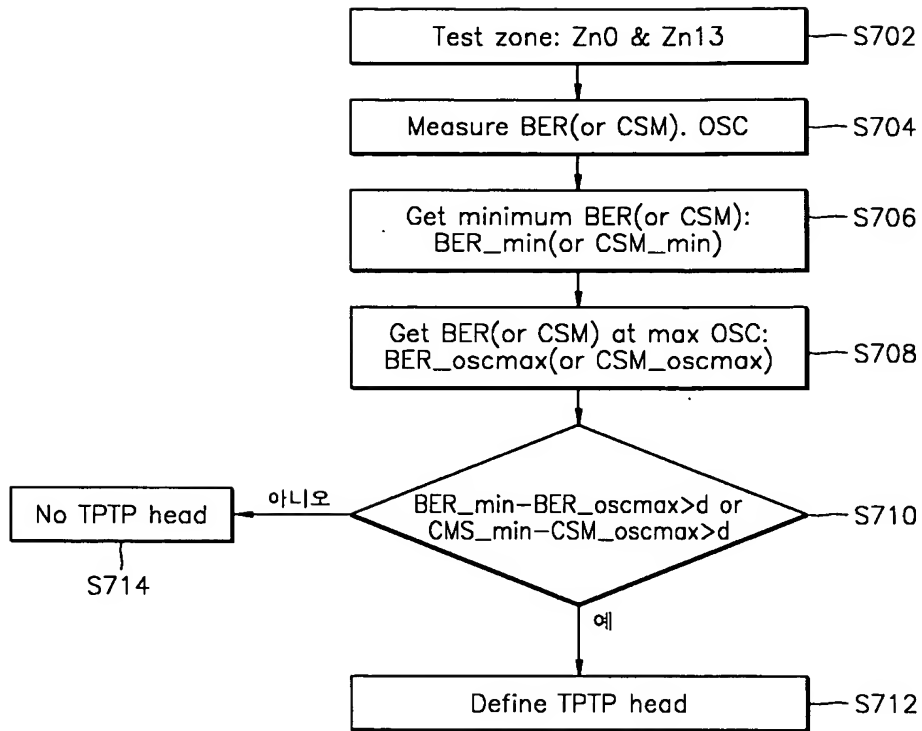 Test zone: Zn0 & Zn13
S702
Measure BER(or CSM). OSC
S704
Get minimum BER(or CSM):
BER_min(or CSM_min)
S706
Get BER(or CSM) at max OSC:
BER_oscmax(or CSM_oscmax)
S708
BER_min-BER_oscmax>d or
CMS_min-CSM_oscmax>d
S710
아니오
No TPTP head
S714
예
Define TPTP head
S712